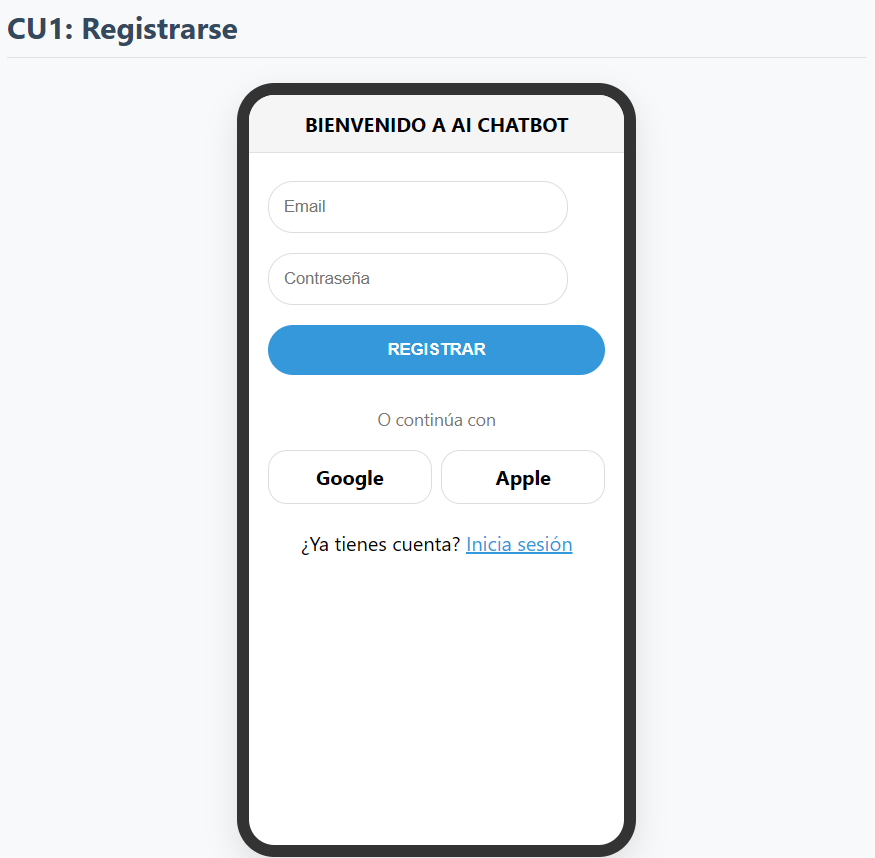 CU1: Registrarse
BIENVENIDO A AI CHATBOT
Email
Contraseña
REGISTRAR
O continúa con
Google Apple
¿Ya tienes cuenta? Inicia sesión